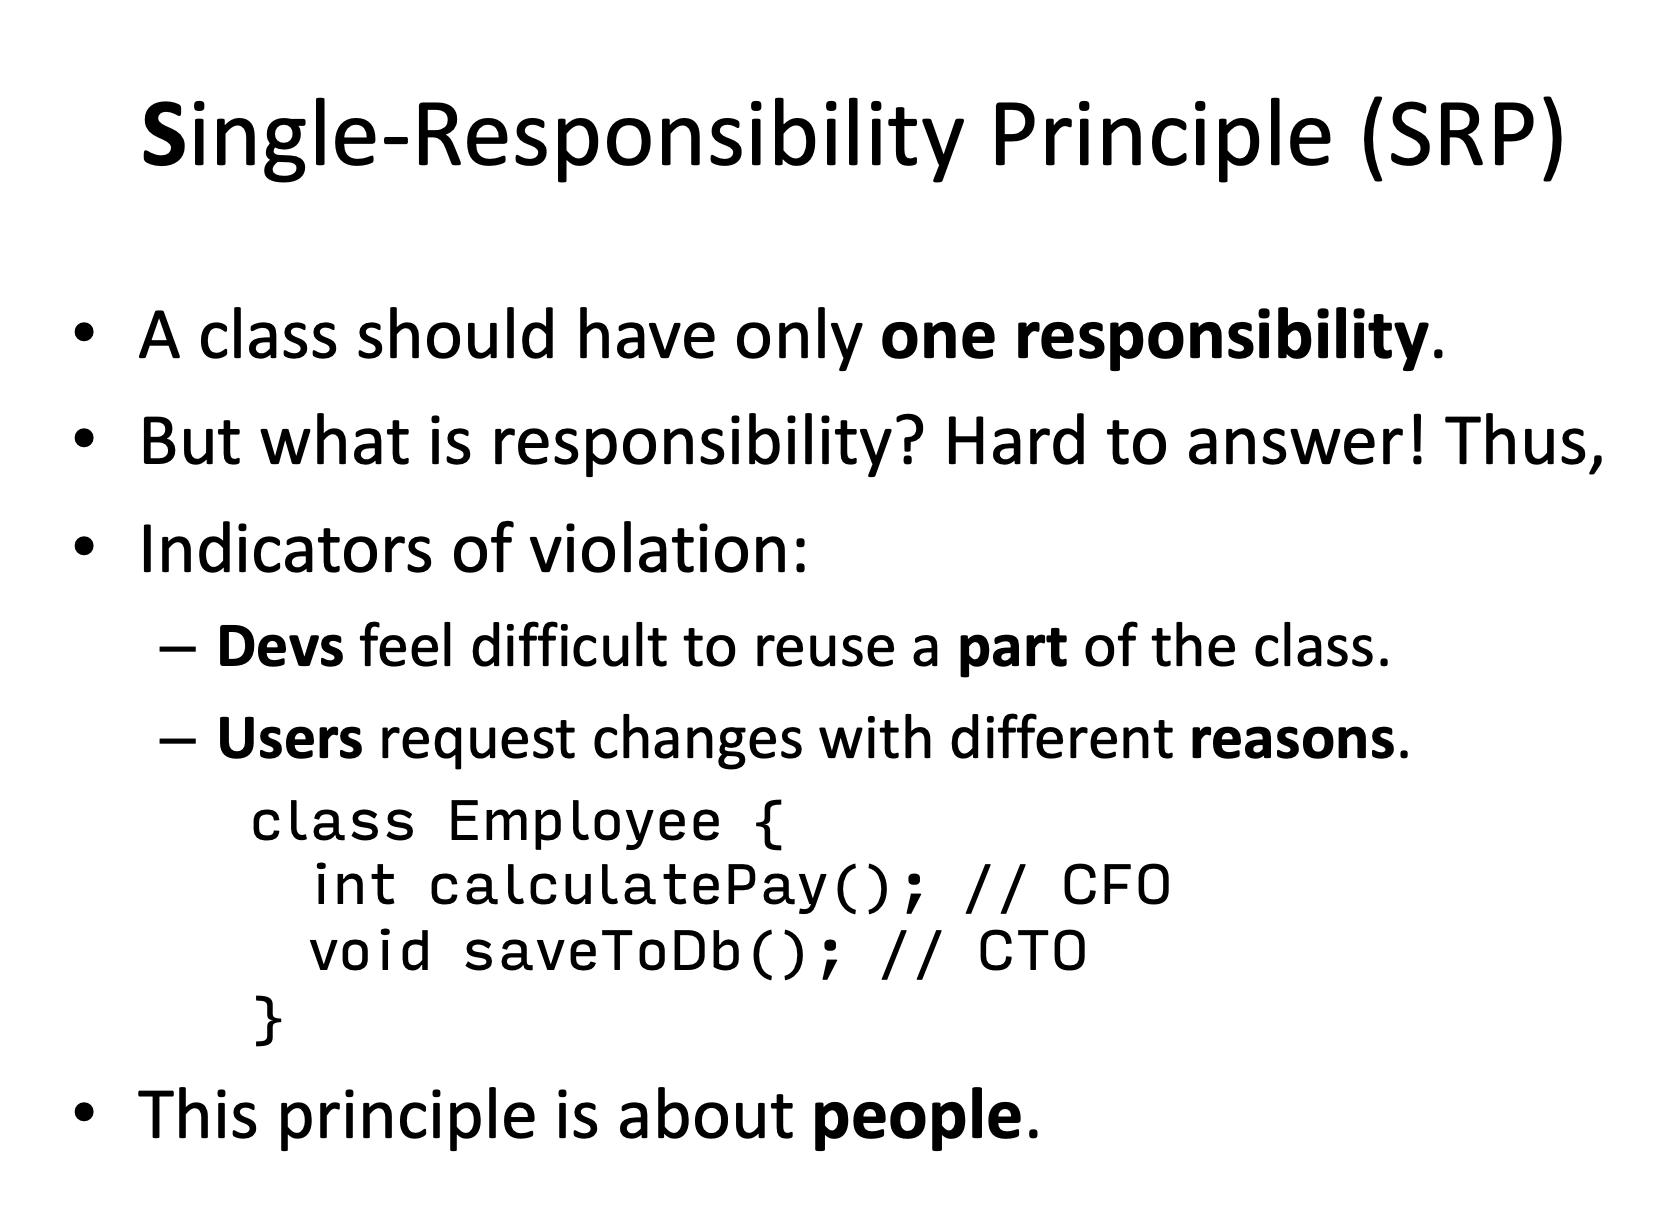 Single-Responsibility Principle (SRP)
• A class should have only one responsibility.
• But what is responsibility? Hard to answer! Thus,
• Indicators of violation:
– Devs feel difficult to reuse a part of the class.
– Users request changes with different reasons.
class Employee {
int calculatePay(); // CFO
void saveToDb(); // CTO
}
• This principle is about people.